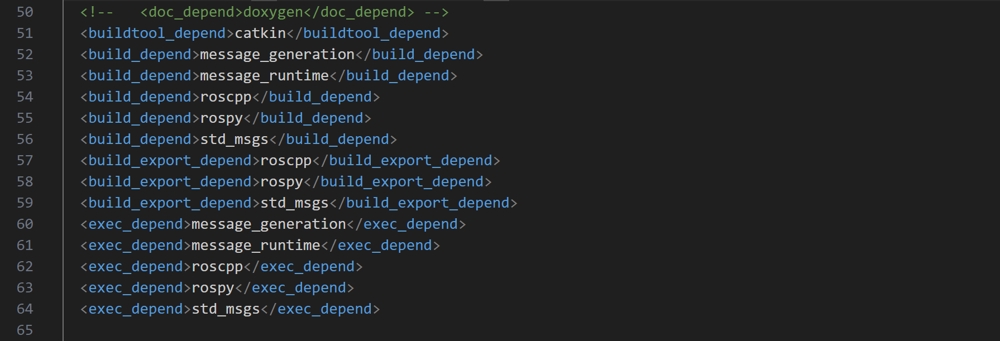 50 <!--   <doc_depend>doxygen</doc_depend> -->
51 <buildtool_depend>catkin</buildtool_depend>
52 <build_depend>message_generation</build_depend>
53 <build_depend>message_runtime</build_depend>
54 <build_depend>roscpp</build_depend>
55 <build_depend>rospy</build_depend>
56 <build_depend>std_msgs</build_depend>
57 <build_export_depend>roscpp</build_export_depend>
58 <build_export_depend>rospy</build_export_depend>
59 <build_export_depend>std_msgs</build_export_depend>
60 <exec_depend>message_generation</exec_depend>
61 <exec_depend>message_runtime</exec_depend>
62 <exec_depend>roscpp</exec_depend>
63 <exec_depend>rospy</exec_depend>
64 <exec_depend>std_msgs</exec_depend>
65